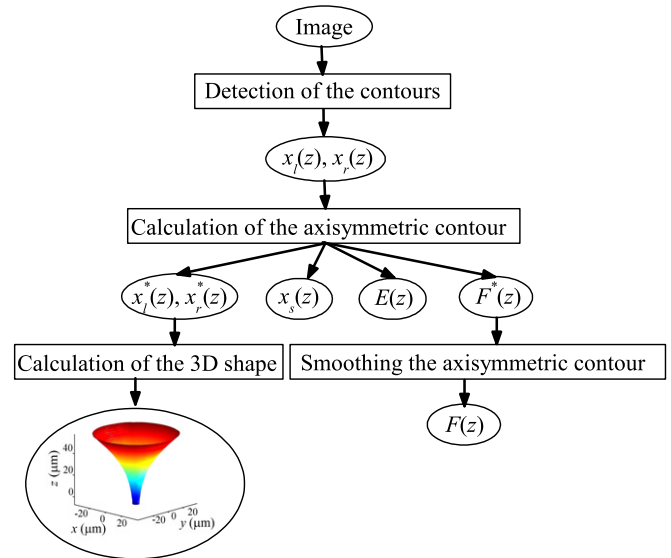 Image
Detection of the contours
x_l(z), x_r(z)
Calculation of the axisymmetric contour
x_l^*(z), x_r^*(z)
x_s(z)
E(z)
F^*(z)
Calculation of the 3D shape
Smoothing the axisymmetric contour
F(z)
40
20
0
z (μm)
-20
0
20
x (μm)
-20
0
20
y (μm)